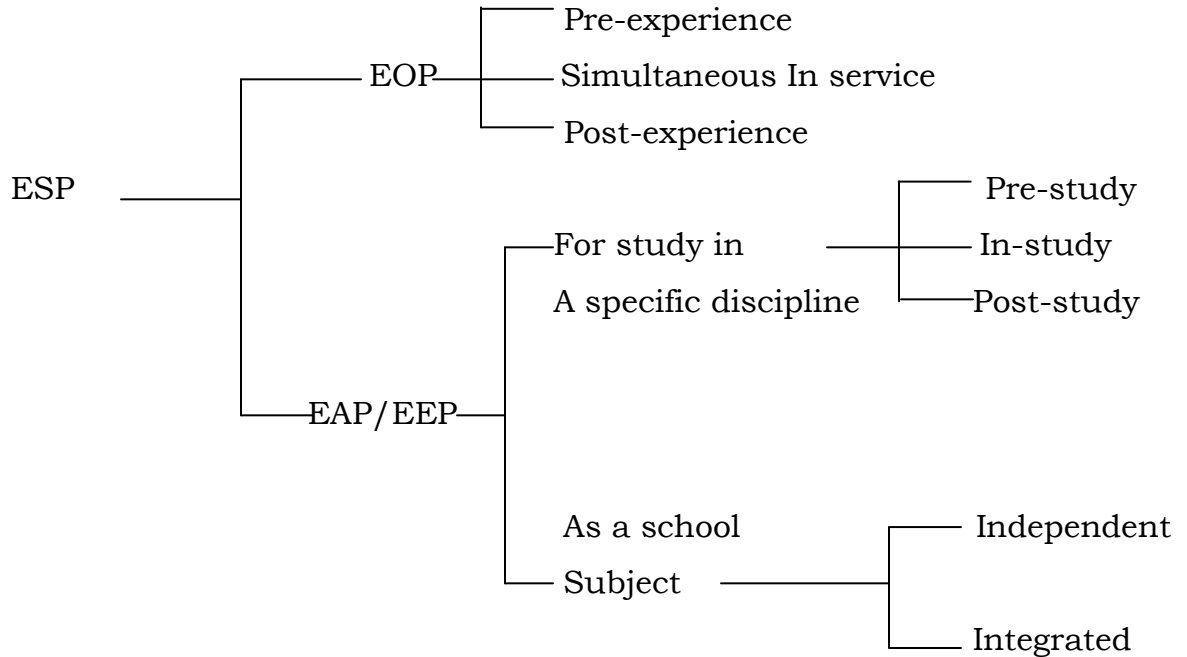 Pre-experience
EOP Simultaneous In service
Post-experience
ESP
Pre-study
For study in In-study
A specific discipline Post-study
EAP/EEP
As a school Independent
Subject
Integrated